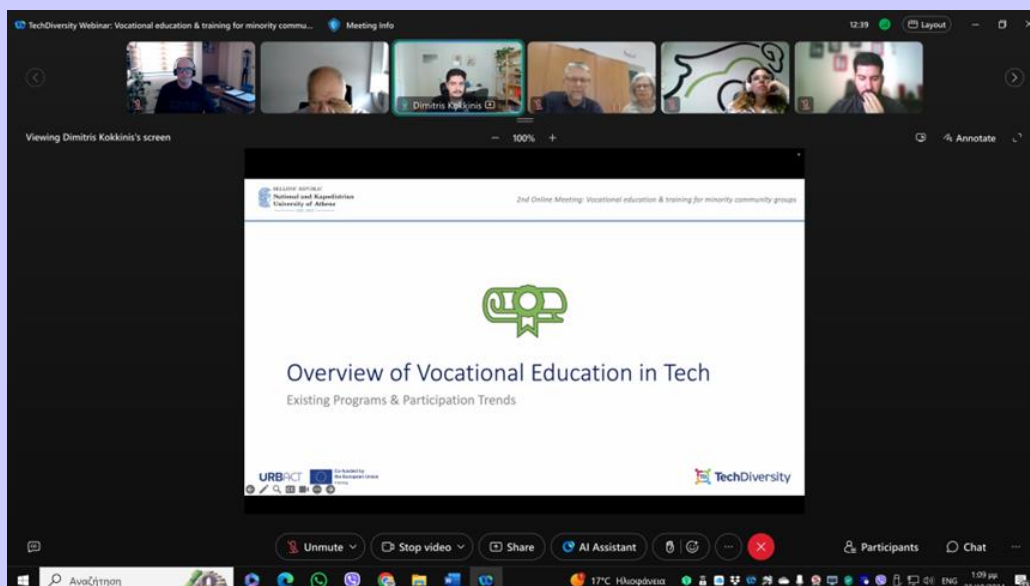 TechDiversity Webinar: Vocational education & training for minority commu...
Meeting Info
12:39
Layout
Dimitris Kokkinis
Viewing Dimitris Kokkinis's screen
100%
Annotate
HELLENIC REPUBLIC
National and Kapodistrian
University of Athens
2nd Online Meeting: Vocational education & training for minority community groups
Overview of Vocational Education in Tech
Existing Programs & Participation Trends
URBACT
Co-funded by
the European Union
TechDiversity
Unmute
Stop video
Share
AI Assistant
Participants
Chat
Αναζήτηση
17°C Ηλιοφάνεια
ENG
1:09 μμ